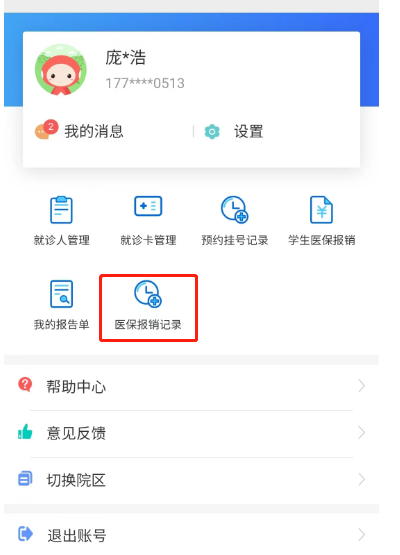 庞*浩
177****0513
2
我的消息
设置
就诊人管理 就诊卡管理 预约挂号记录 学生医保报销
我的报告单 医保报销记录
帮助中心
意见反馈
切换院区
退出账号